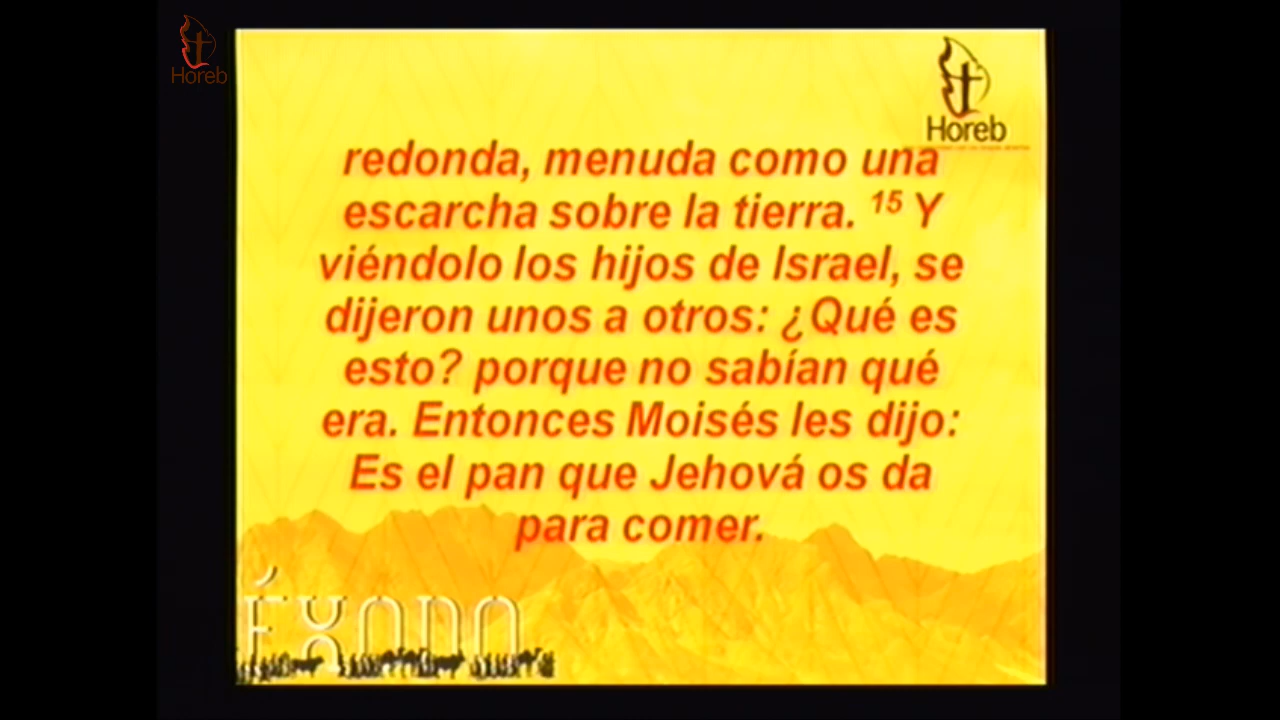 Horeb
Horeb
redonda, menuda como una
escarcha sobre la tierra. 15 Y
viéndolo los hijos de Israel, se
dijeron unos a otros: ¿Qué es
esto? porque no sabían qué
era. Entonces Moisés les dijo:
Es el pan que Jehová os da
para comer.
ÉXODO